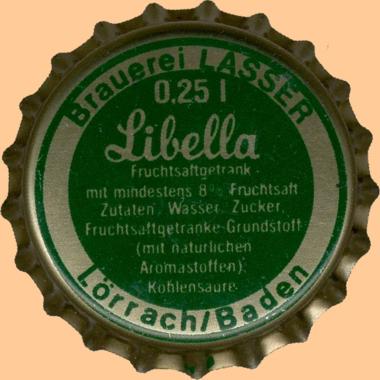 Brauerei LASSER
0,25 l
Libella
Fruchtsaftgetränk
mit mindestens 8% Fruchtsaft
Zutaten: Wasser, Zucker,
Fruchtsaftgetränke-Grundstoff
(mit natürlichen
Aromastoffen),
Kohlensäure
Lörrach/Baden